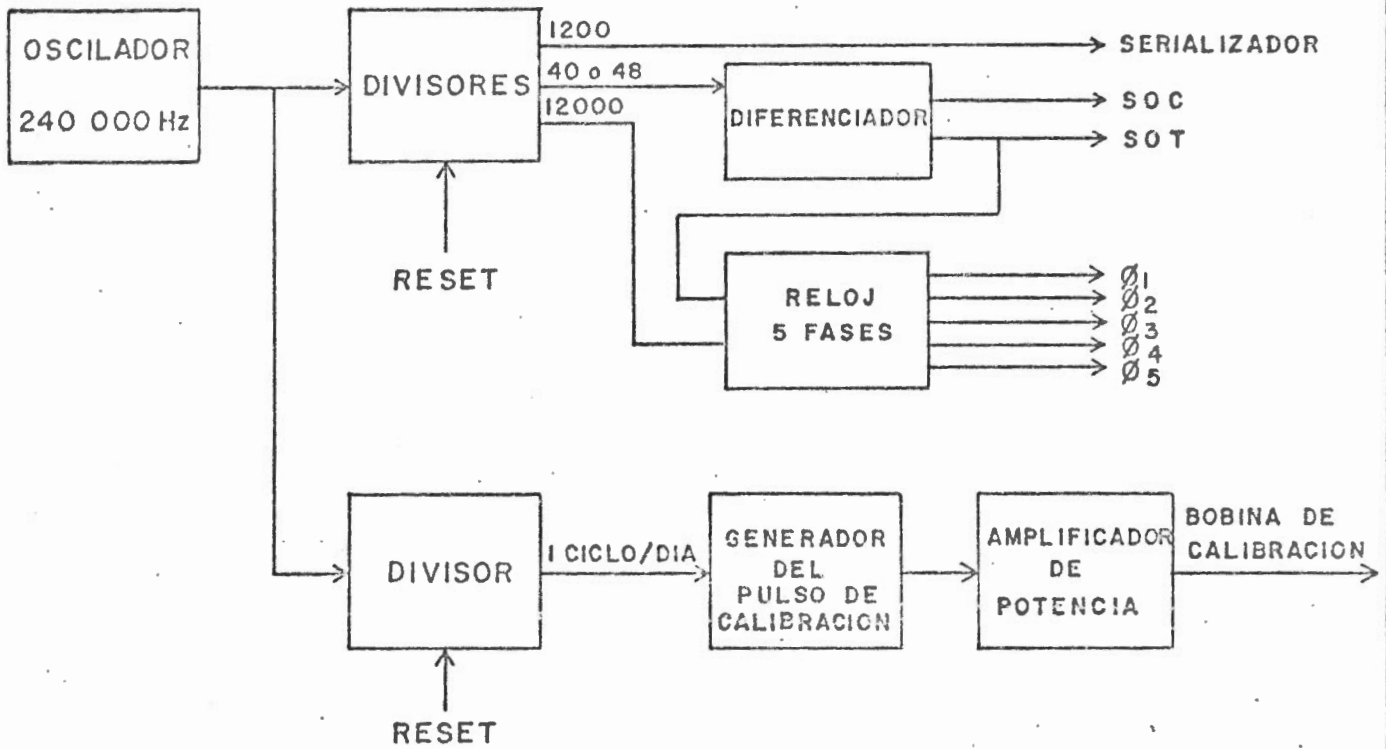 OSCILADOR
240 000 Hz
DIVISORES
1200
40 o 48
12000
RESET
SERIALIZADOR
DIFERENCIADOR
SOC
SOT
RELOJ
5 FASES
Ø1
Ø2
Ø3
Ø4
Ø5
DIVISOR
RESET
1 CICLO/DIA
GENERADOR
DEL
PULSO DE
CALIBRACION
AMPLIFICADOR
DE
POTENCIA
BOBINA DE
CALIBRACION